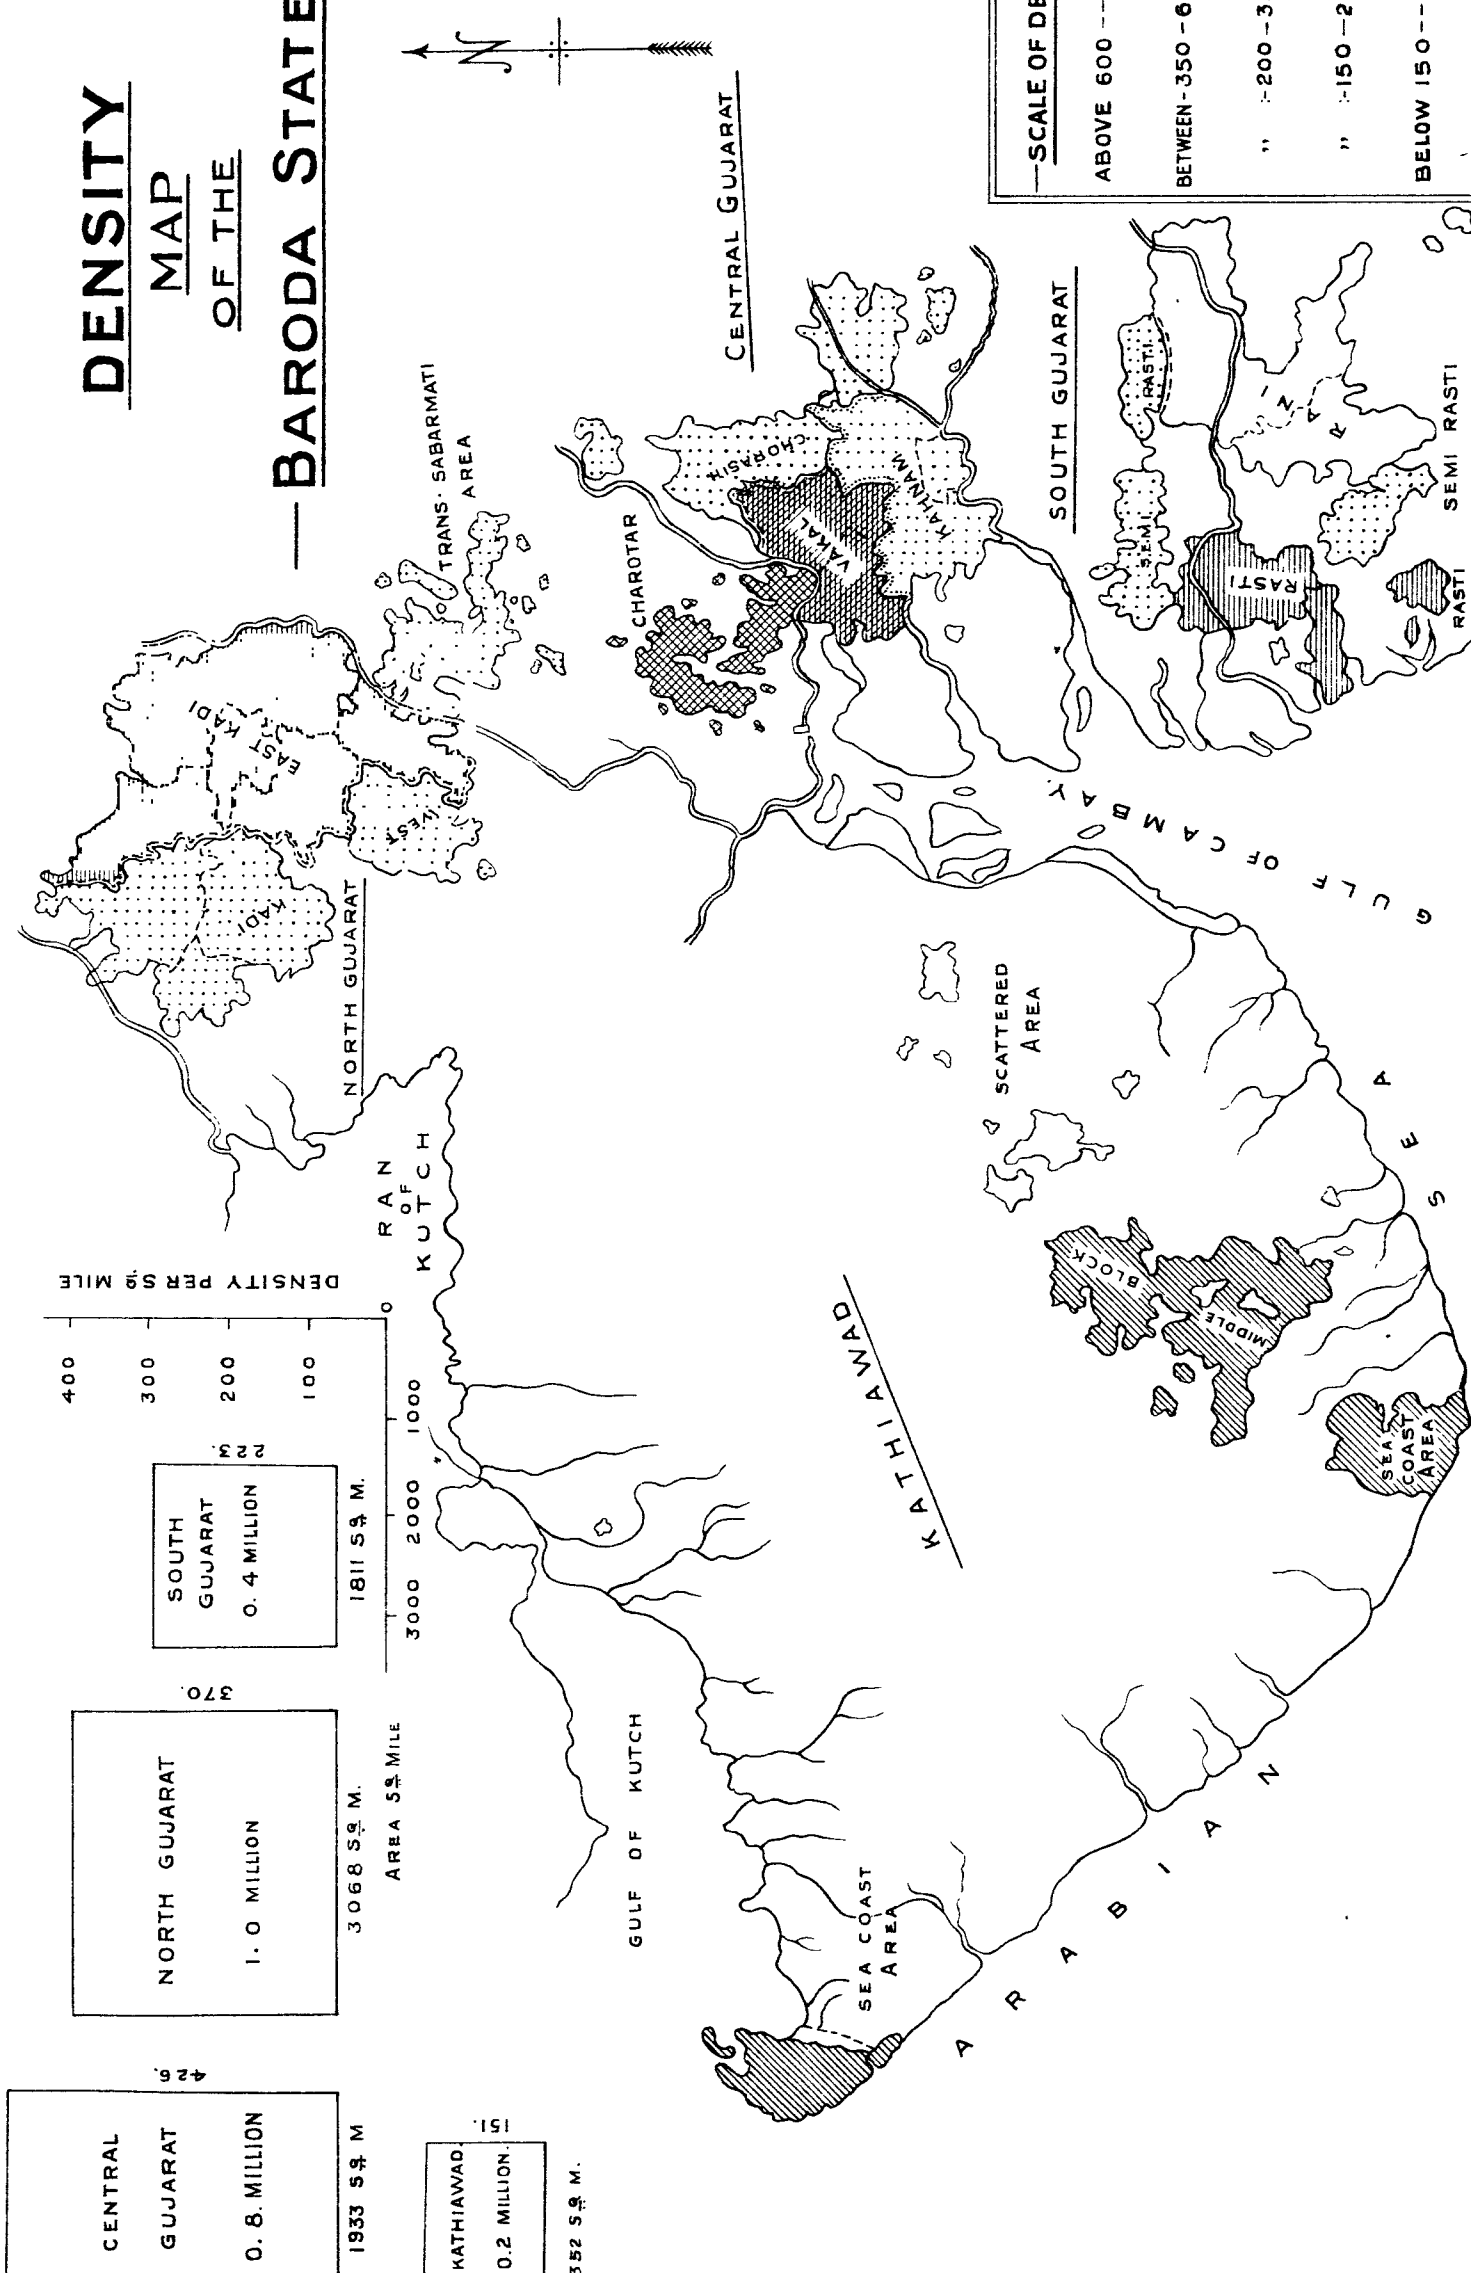 DENSITY
MAP
OF THE
—BARODA STATE
N
CENTRAL
GUJARAT
0.8. MILLION
426.
1933 SQ. M
NORTH GUJARAT
1.0 MILLION
370.
3068 SQ. M.
SOUTH
GUJARAT
0.4 MILLION
223.
1811 SQ. M.
KATHIAWAD.
0.2 MILLION.
151.
352 SQ. M.
DENSITY PER SQ. MILE
400
300
200
100
0
1000
2000
3000
AREA SQ. MILE
—SCALE OF DE
ABOVE 600--
BETWEEN-350-6
" :-200-3
" :-150-2
BELOW 150--
NORTH GUJARAT
EAST KADI
WEST
KADI
TRANS-SABARMATI
AREA
CENTRAL GUJARAT
CHAROTAR
CHORASIH
VAKAL
KAHNAM
SOUTH GUJARAT
SEMI
RASTI
RASTI
RANI
RASTI
SEMI RASTI
RAN
OF
KUTCH
GULF OF KUTCH
GULF OF CAMBAY
KATHIAWAD
SCATTERED
AREA
MIDDLE
BLOCK
SEA
COAST
AREA
SEA COAST
AREA
ARABIAN SEA